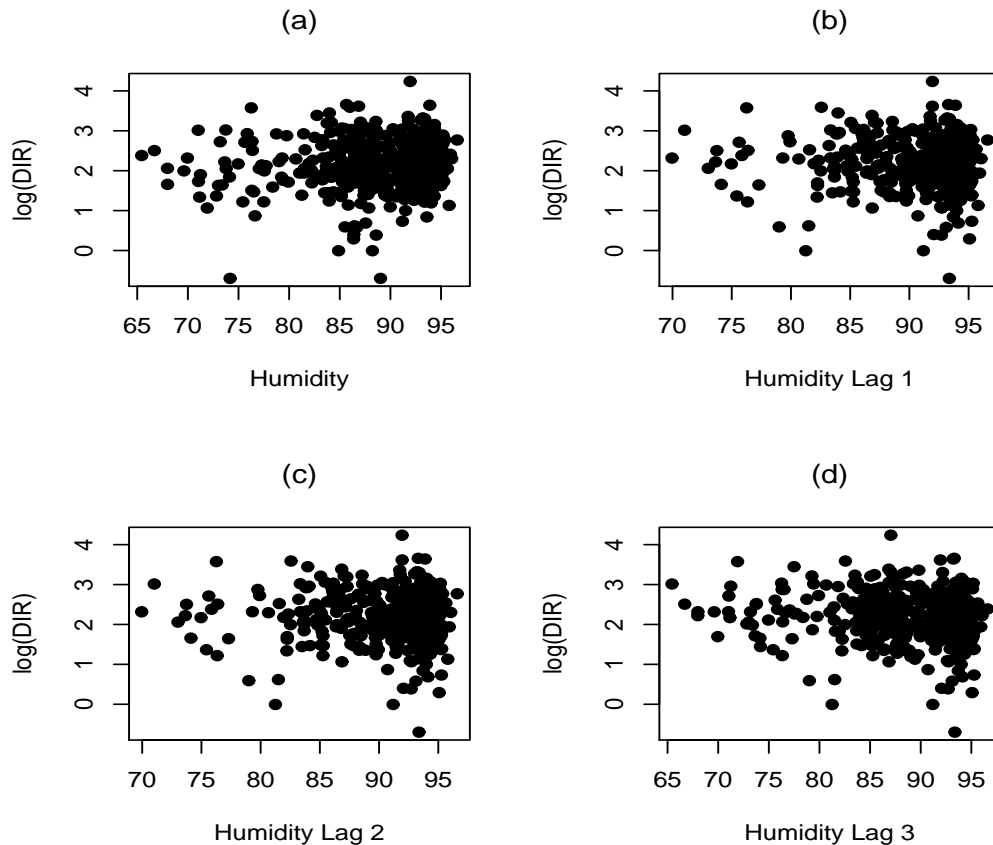 (a)
log(DIR)
4
3
2
1
0
65 70 75 80 85 90 95
Humidity
(b)
log(DIR)
4
3
2
1
0
70 75 80 85 90 95
Humidity Lag 1
(c)
log(DIR)
4
3
2
1
0
70 75 80 85 90 95
Humidity Lag 2
(d)
log(DIR)
4
3
2
1
0
65 70 75 80 85 90 95
Humidity Lag 3